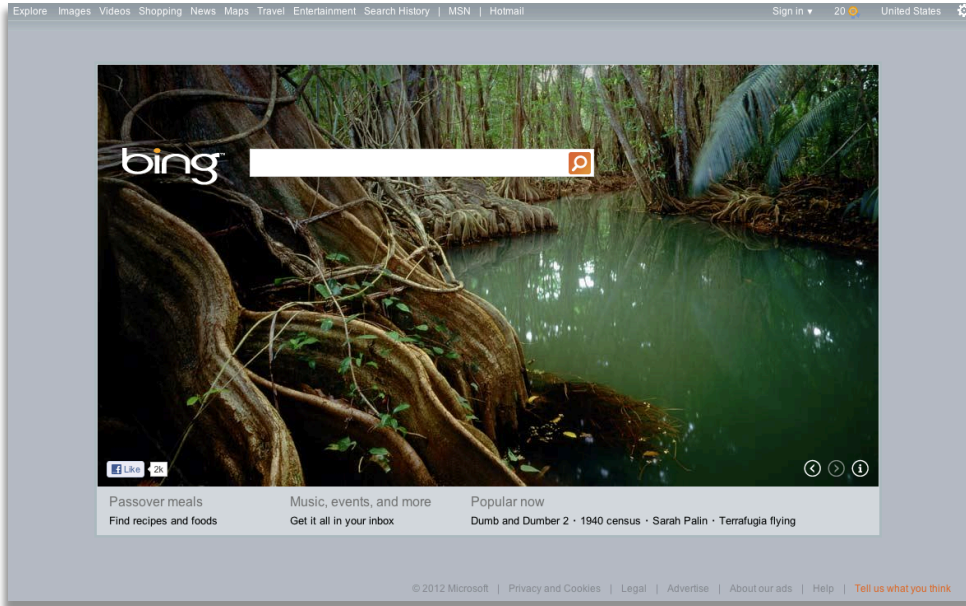 Explore Images Videos Shopping News Maps Travel Entertainment Search History | MSN | Hotmail Sign in ▾ 20 United States
bing™
Like 2k
Passover meals Music, events, and more Popular now
Find recipes and foods Get it all in your inbox Dumb and Dumber 2 · 1940 census · Sarah Palin · Terrafugia flying
© 2012 Microsoft | Privacy and Cookies | Legal | Advertise | About our ads | Help | Tell us what you think